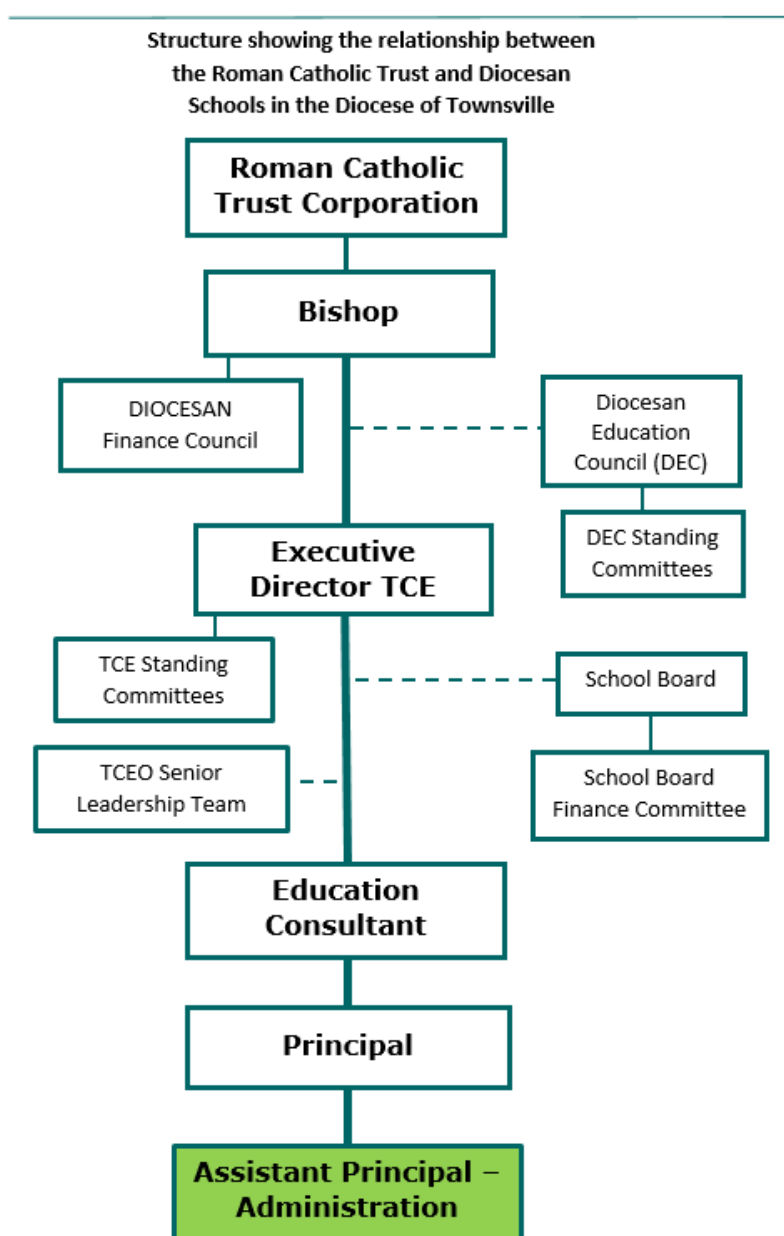 Structure showing the relationship between
the Roman Catholic Trust and Diocesan
Schools in the Diocese of Townsville
Roman Catholic
Trust Corporation
Bishop
DIOCESAN
Finance Council
Diocesan
Education
Council (DEC)
DEC Standing
Committees
Executive
Director TCE
TCE Standing
Committees
School Board
TCEO Senior
Leadership Team
School Board
Finance Committee
Education
Consultant
Principal
Assistant Principal –
Administration